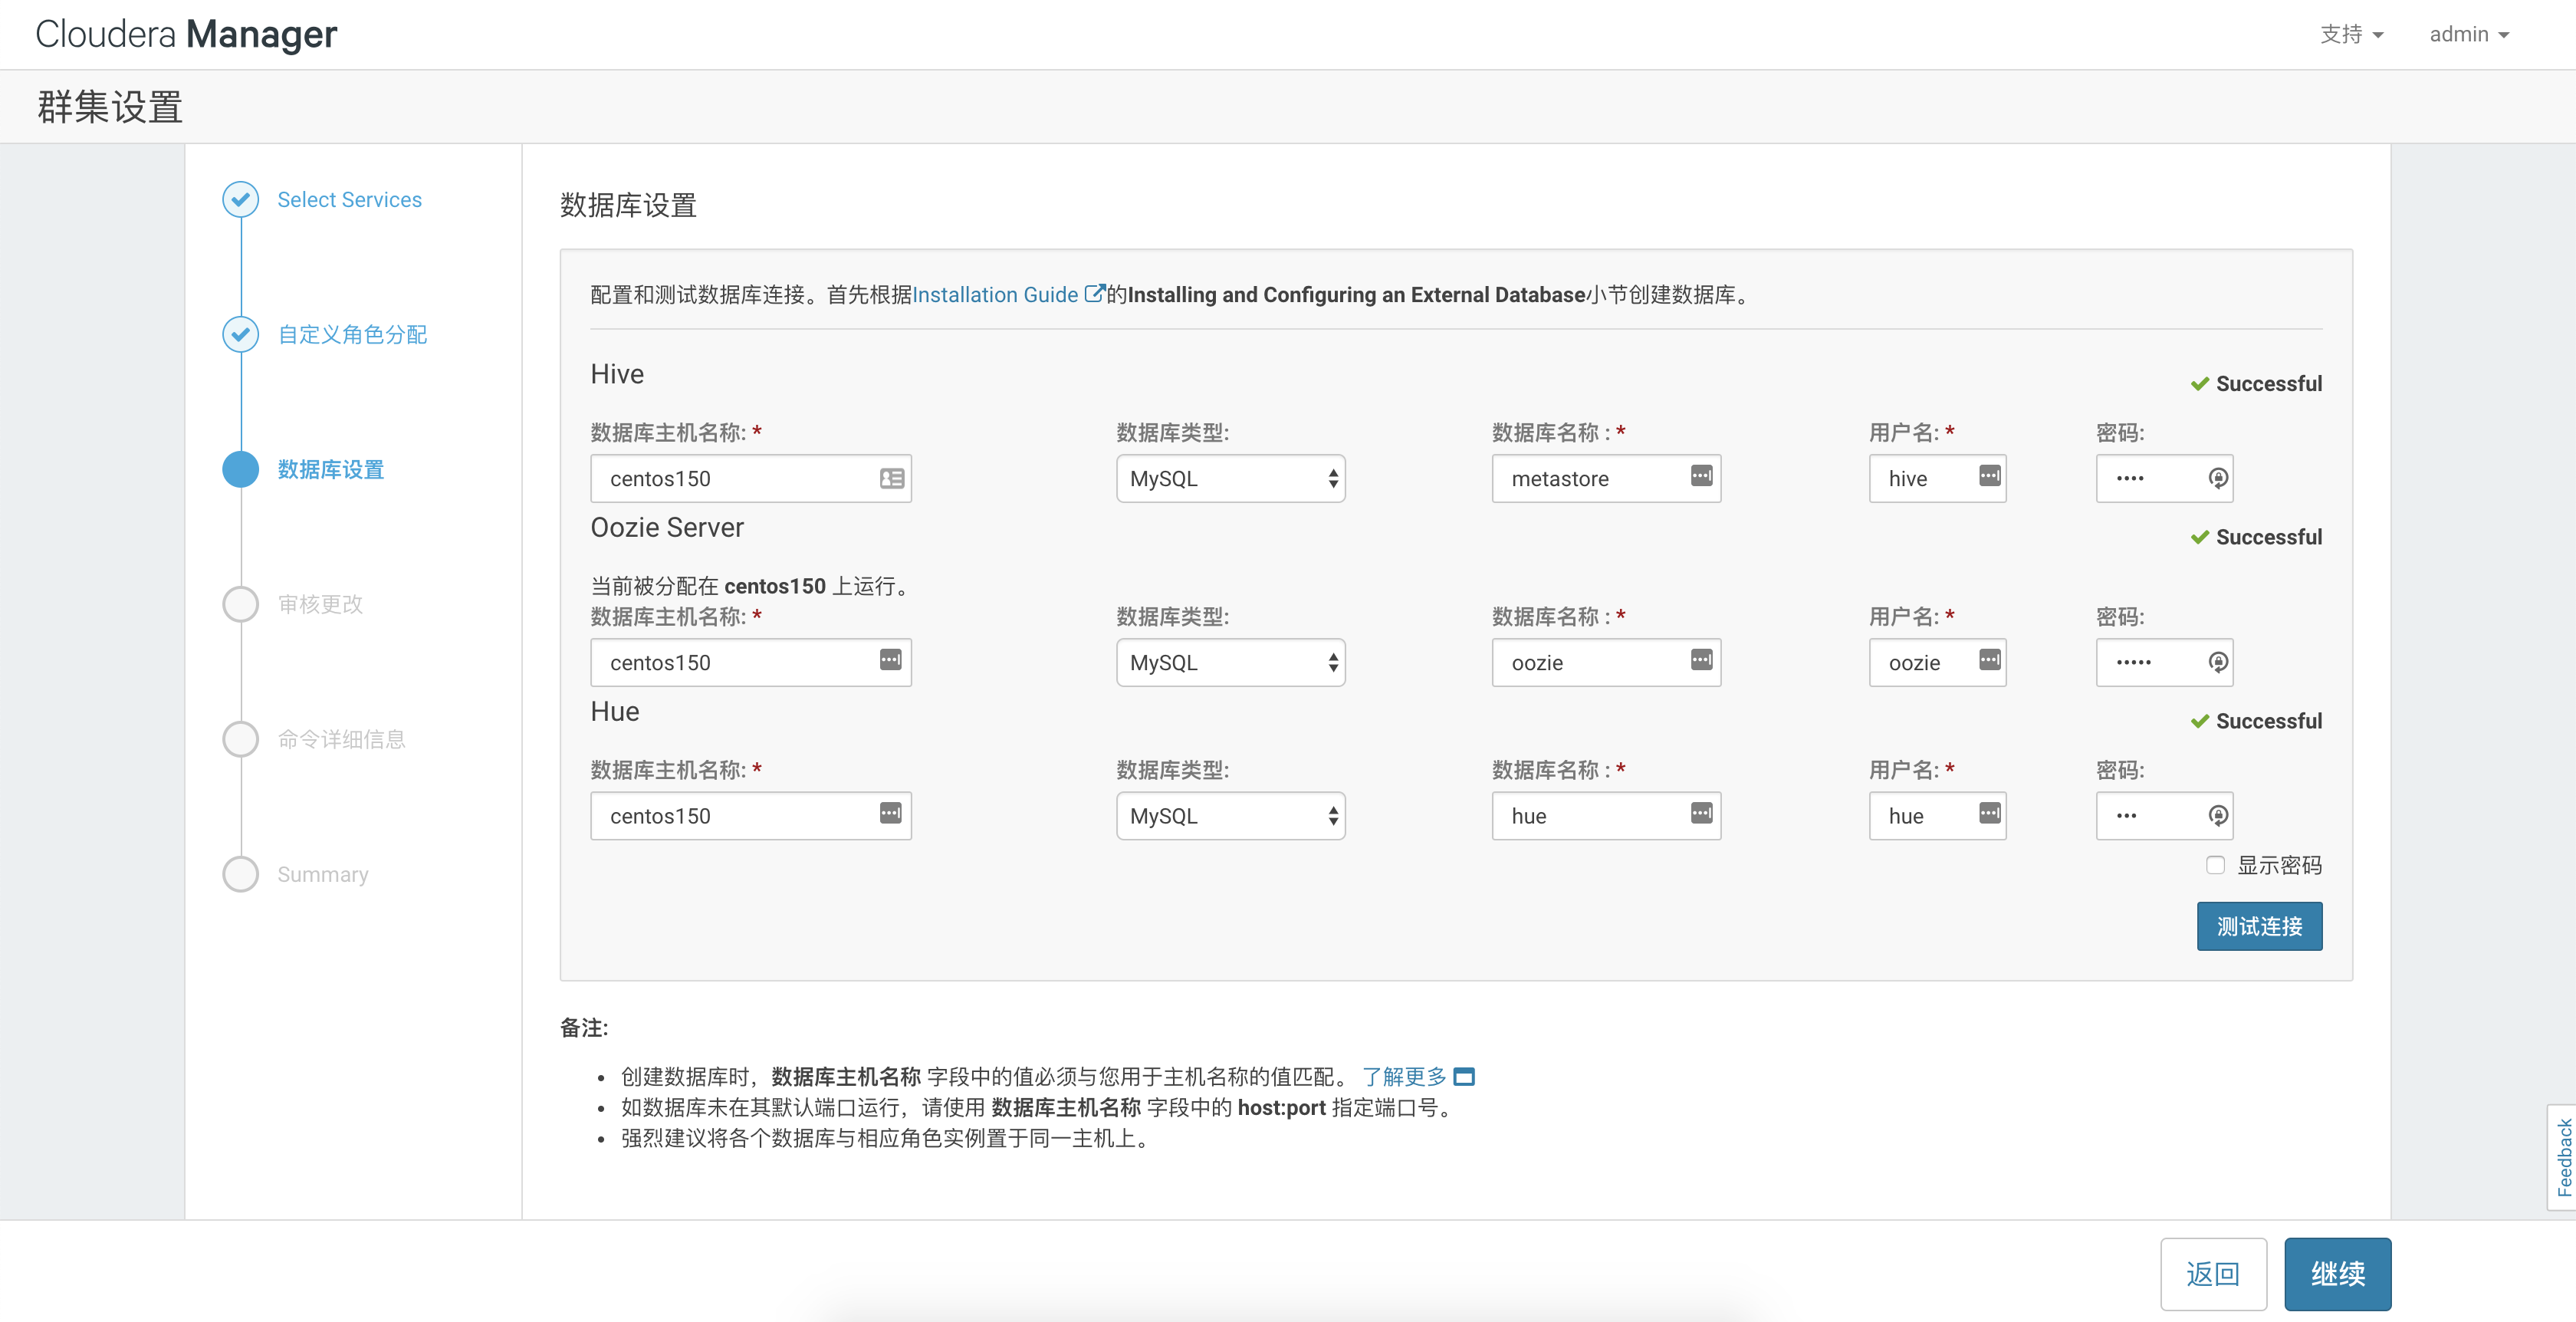 Cloudera Manager
支持
admin
群集设置
Select Services
自定义角色分配
数据库设置
审核更改
命令详细信息
Summary
数据库设置
配置和测试数据库连接。首先根据Installation Guide的Installing and Configuring an External Database小节创建数据库。
Hive
Successful
数据库主机名称: * 数据库类型: 数据库名称 : * 用户名: * 密码:
centos150 MySQL metastore hive ••••
Oozie Server
Successful
当前被分配在 centos150 上运行。
数据库主机名称: * 数据库类型: 数据库名称 : * 用户名: * 密码:
centos150 MySQL oozie oozie •••••
Hue
Successful
数据库主机名称: * 数据库类型: 数据库名称 : * 用户名: * 密码:
centos150 MySQL hue hue •••
显示密码
测试连接
备注:
• 创建数据库时，数据库主机名称 字段中的值必须与您用于主机名称的值匹配。 了解更多
• 如数据库未在其默认端口运行，请使用 数据库主机名称 字段中的 host:port 指定端口号。
• 强烈建议将各个数据库与相应角色实例置于同一主机上。
Feedback
返回
继续